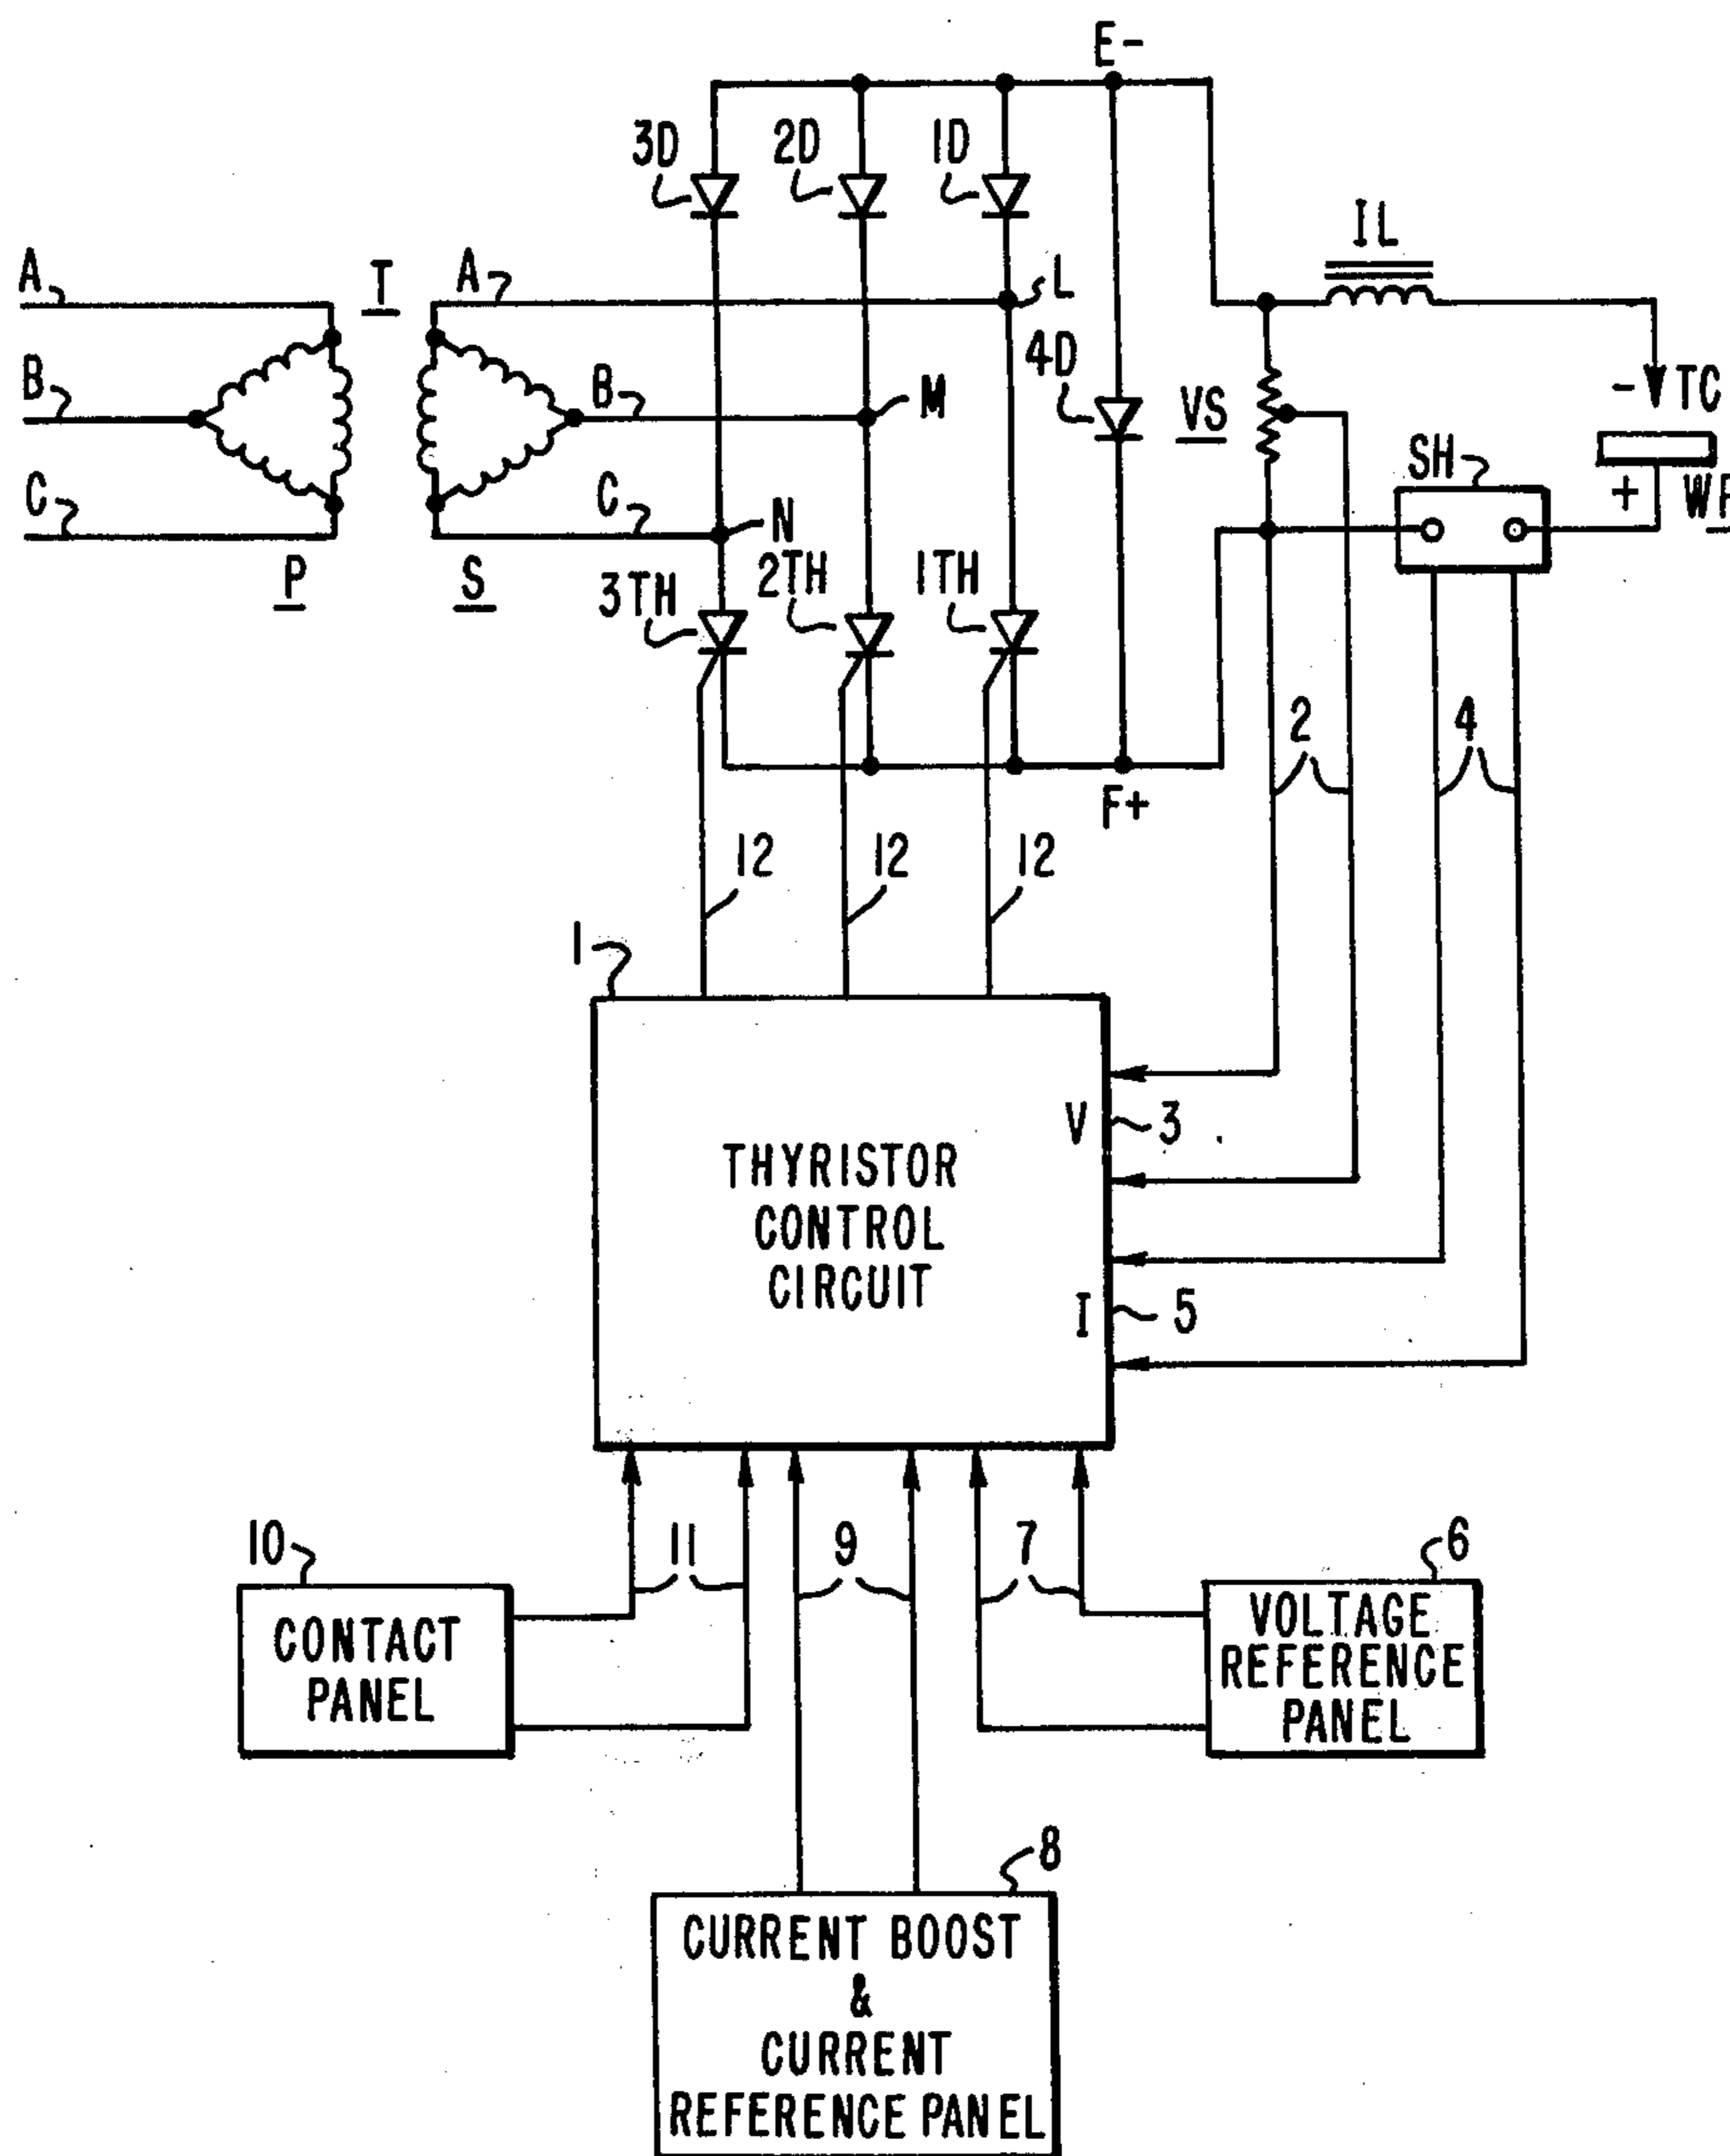 E-
3D
2D
1D
IL
A
T
A
L
4D
B
B
M
VS
- TC
SH
C
C
N
+
P
S
3TH
2TH
1TH
2
4
F+
12
12
12
1
V
3
THYRISTOR
CONTROL
CIRCUIT
I
5
10
11
9
7
6
CONTACT
PANEL
VOLTAGE
REFERENCE
PANEL
8
CURRENT BOOST
&
CURRENT
REFERENCE PANEL